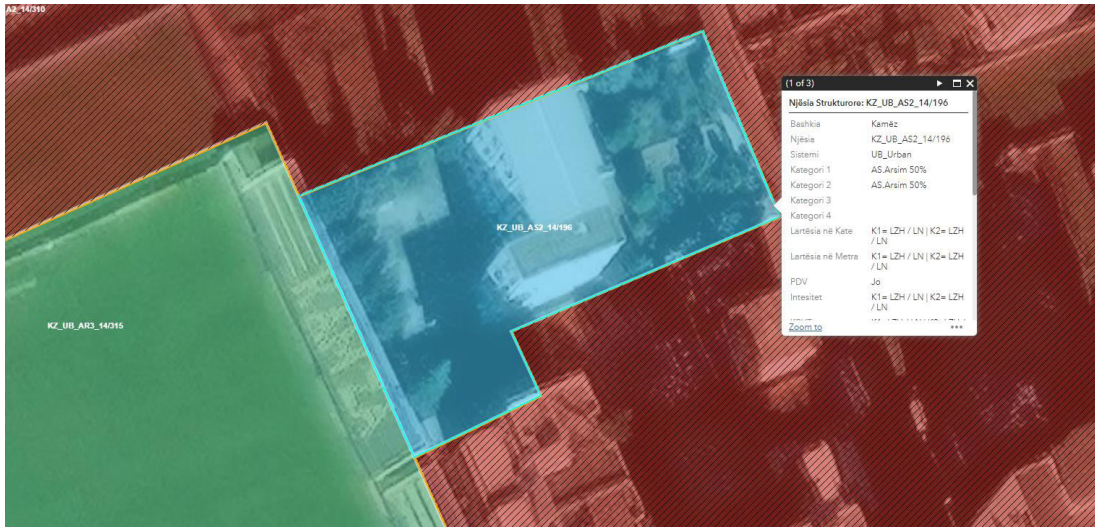 A2_14/310
KZ_UB_AS2_14/196
KZ_UB_AR3_14/315
(1 of 3)
Njësia Strukturore: KZ_UB_AS2_14/196
Bashkia Kamëz
Njësia KZ_UB_AS2_14/196
Sistemi UB_Urban
Kategori 1 AS.Arsim 50%
Kategori 2 AS.Arsim 50%
Kategori 3
Kategori 4
Lartësia në Kate K1= LZH / LN | K2= LZH
/ LN
Lartësia në Metra K1= LZH / LN | K2= LZH
/ LN
PDV Jo
Intesitet K1= LZH / LN | K2= LZH
/ LN
Zoom to